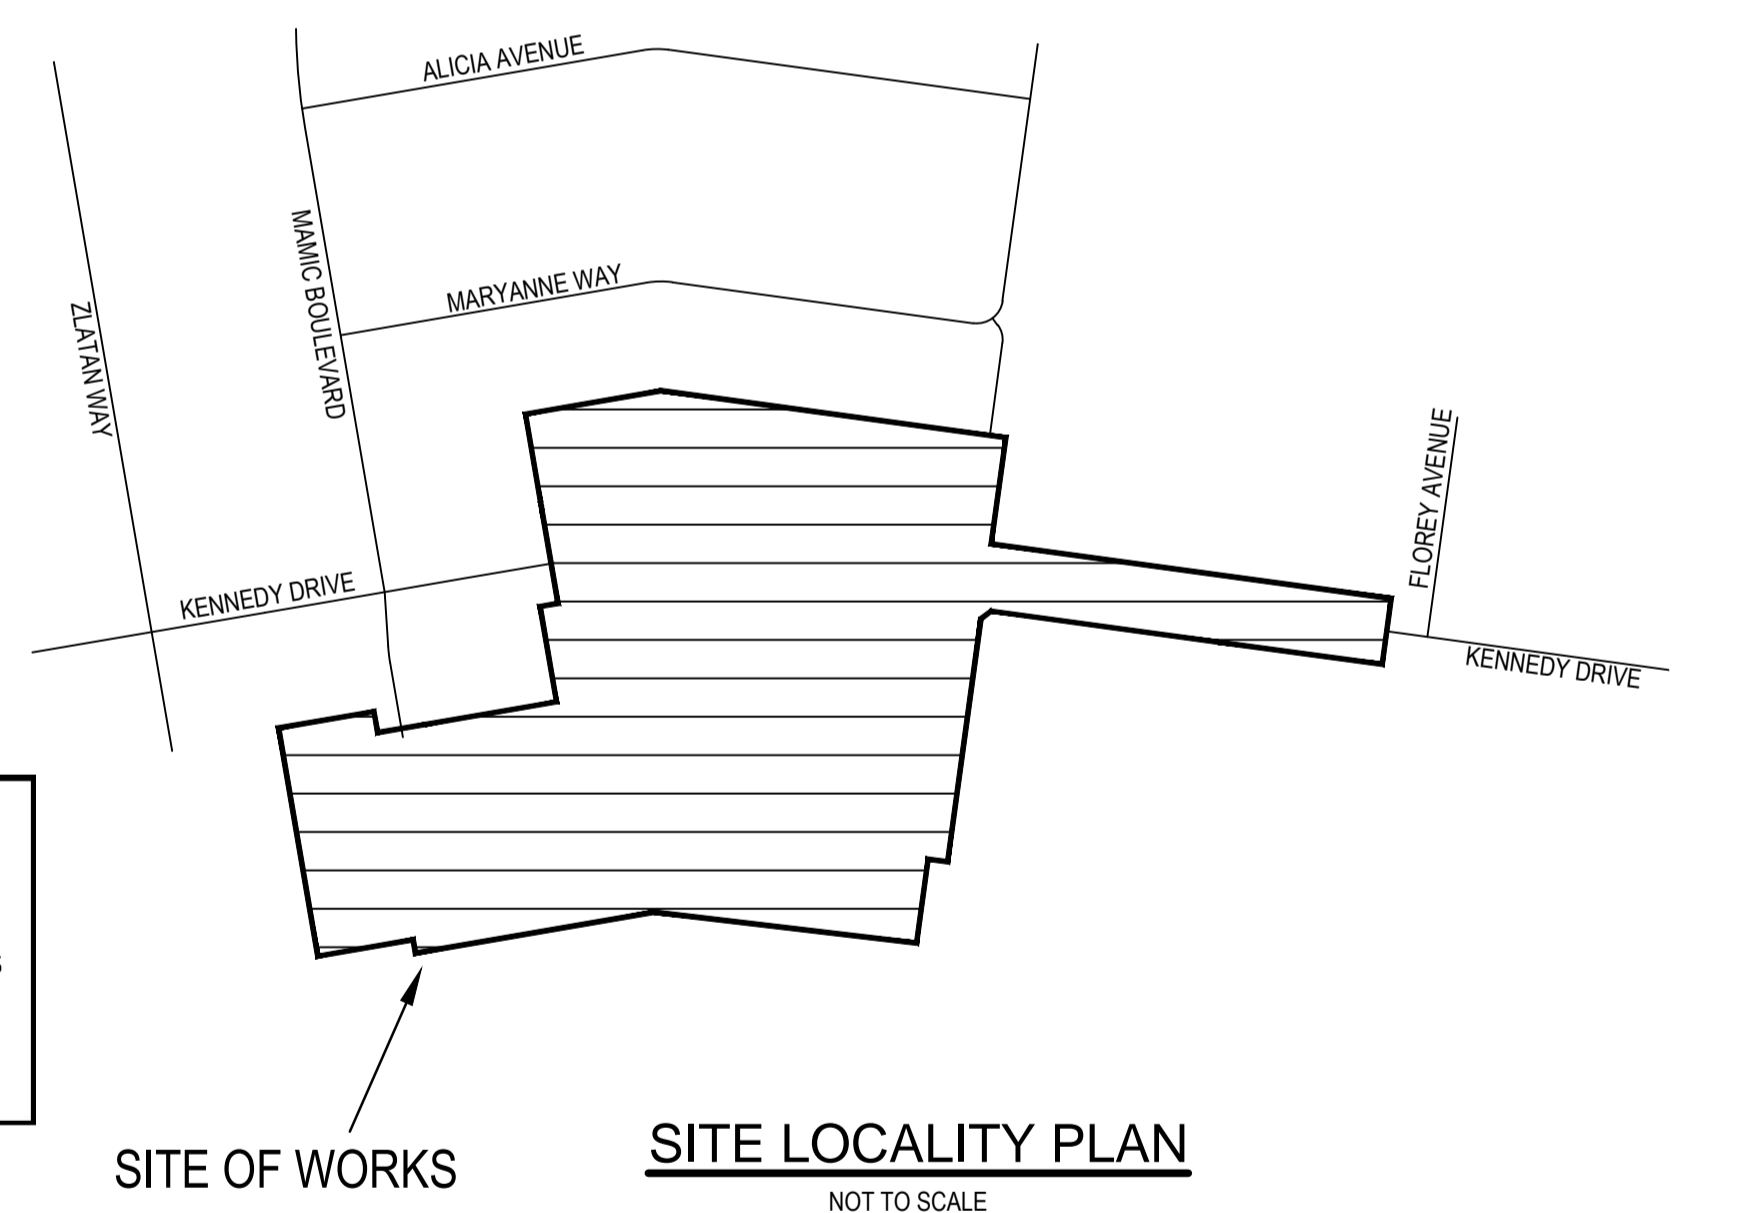 ALICIA AVENUE
MAMIC BOULEVARD
MARYANNE WAY
ZLATAN WAY
FLOREY AVENUE
KENNEDY DRIVE
KENNEDY DRIVE
SITE OF WORKS
SITE LOCALITY PLAN
NOT TO SCALE